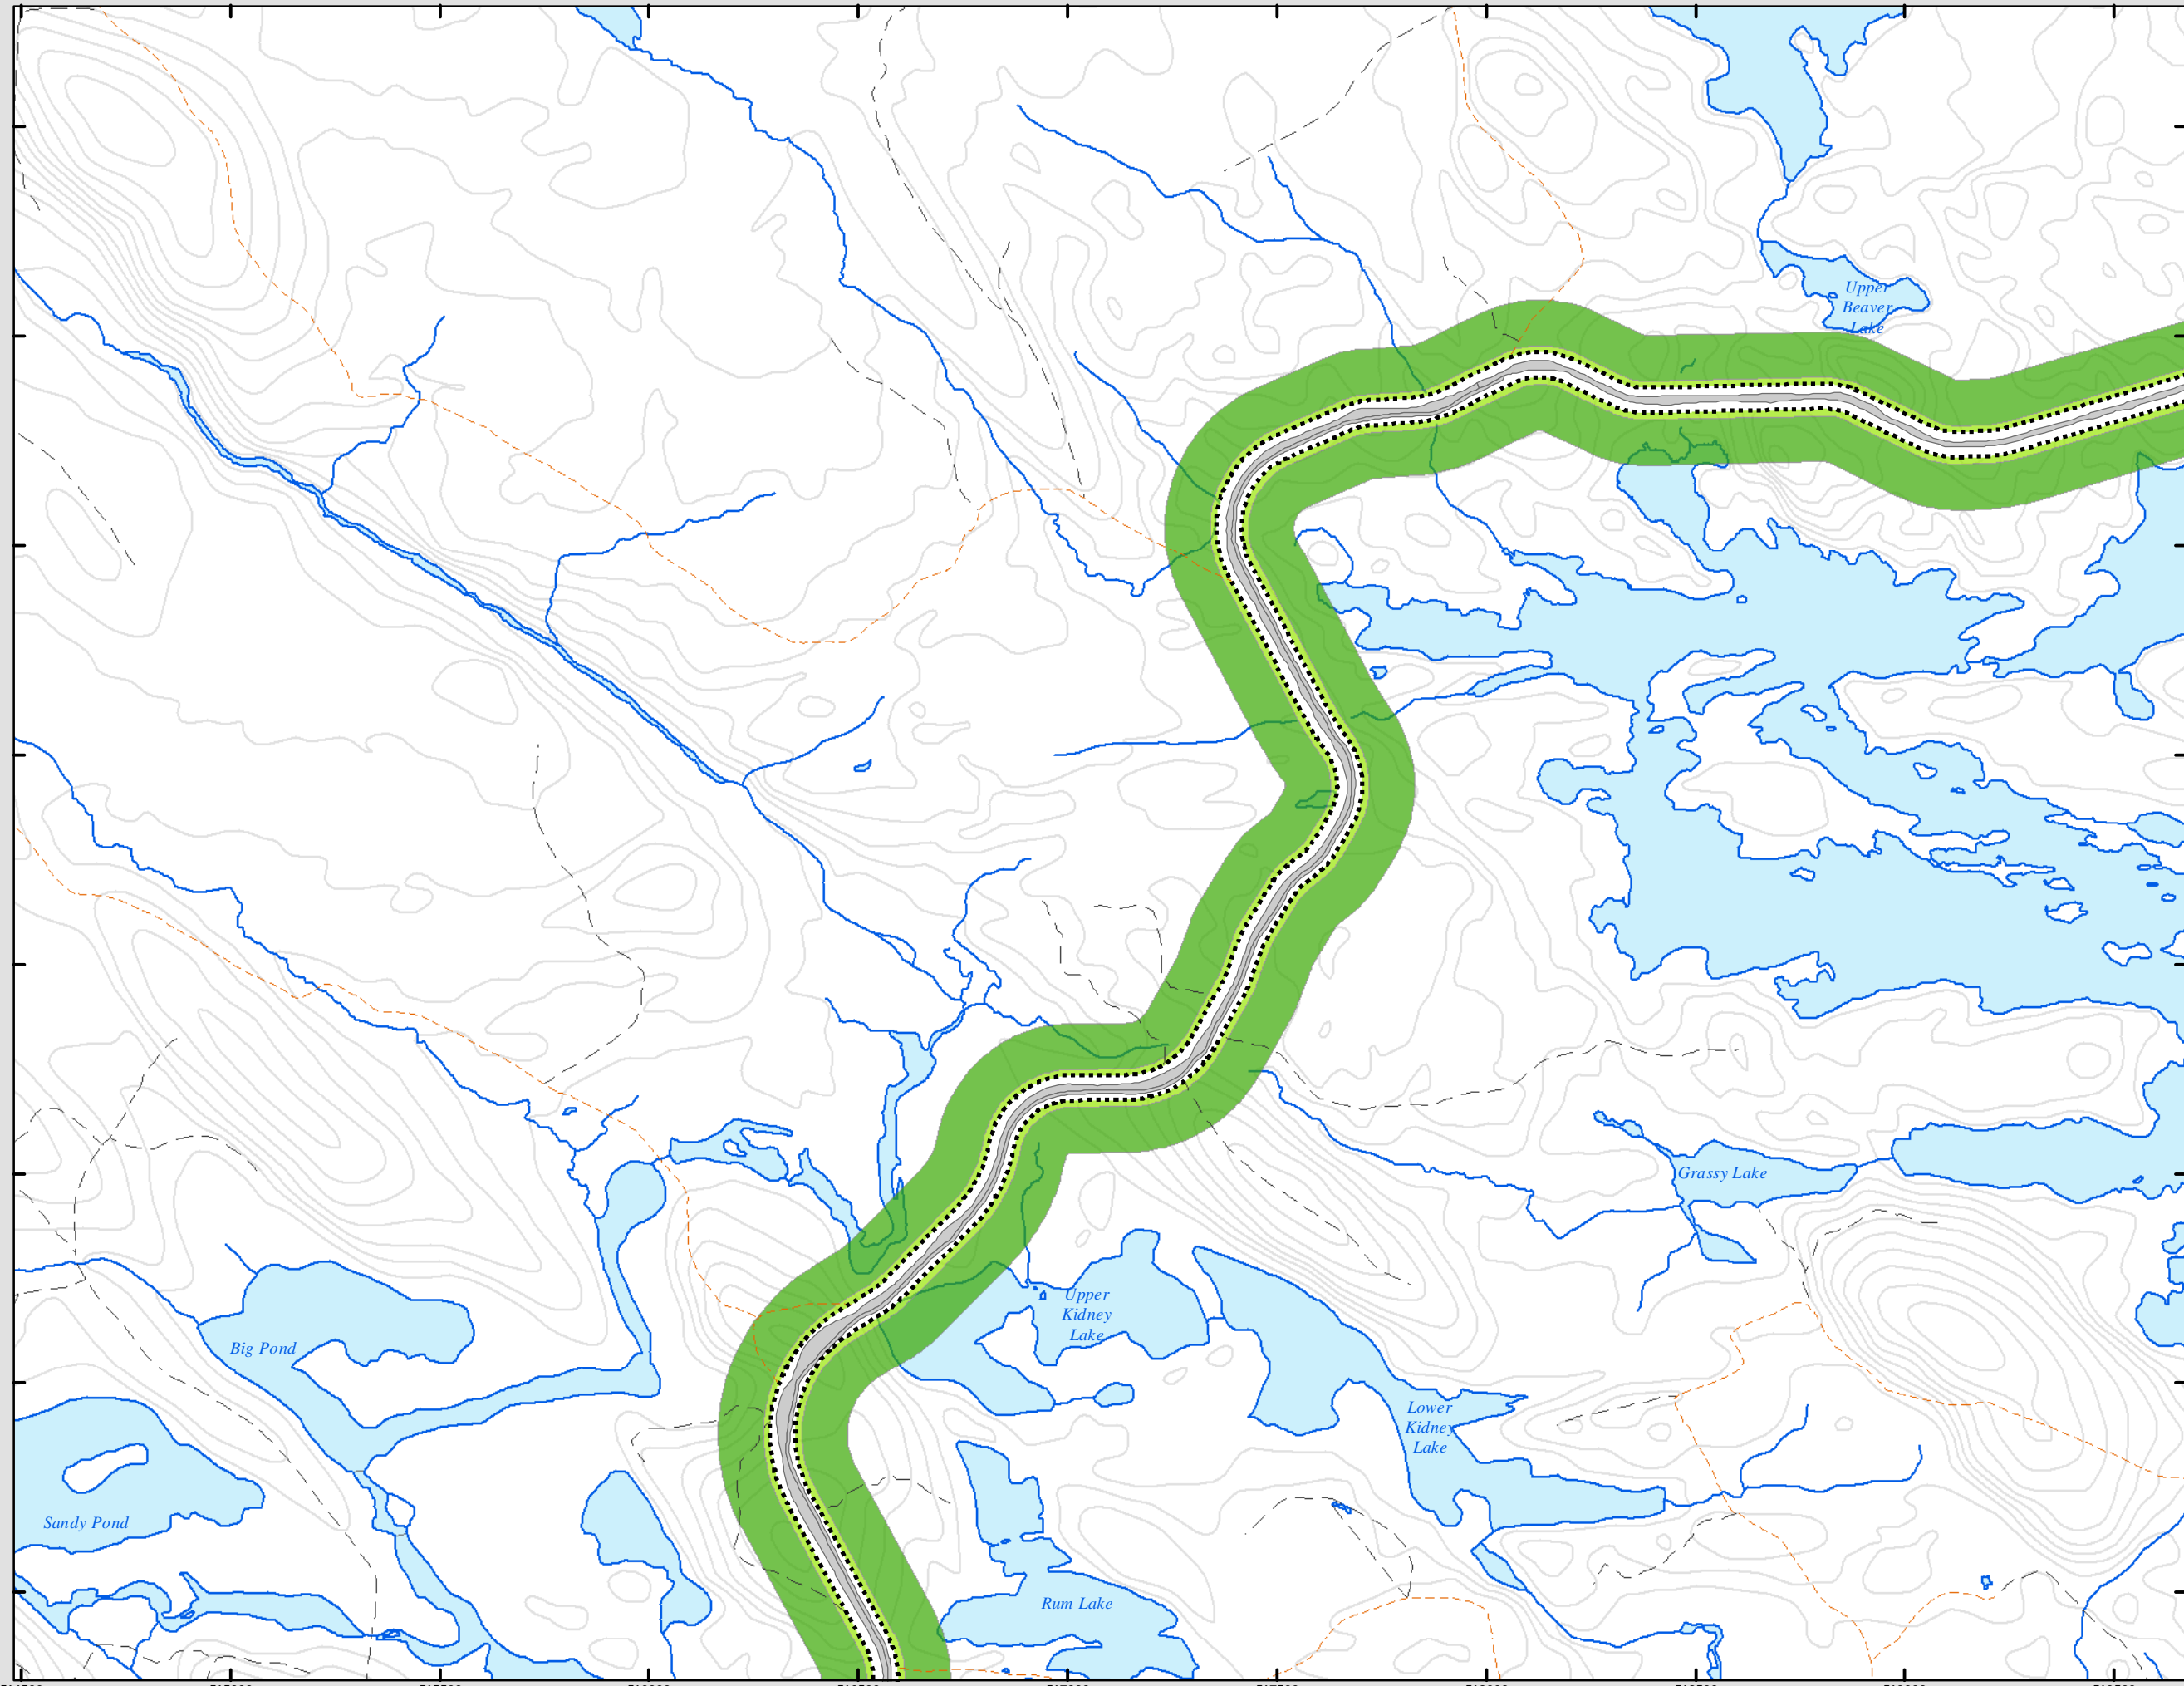 Upper
Beaver
Lake
Grassy Lake
Upper
Kidney
Lake
Big Pond
Lower
Kidney
Lake
Sandy Pond
Rum Lake